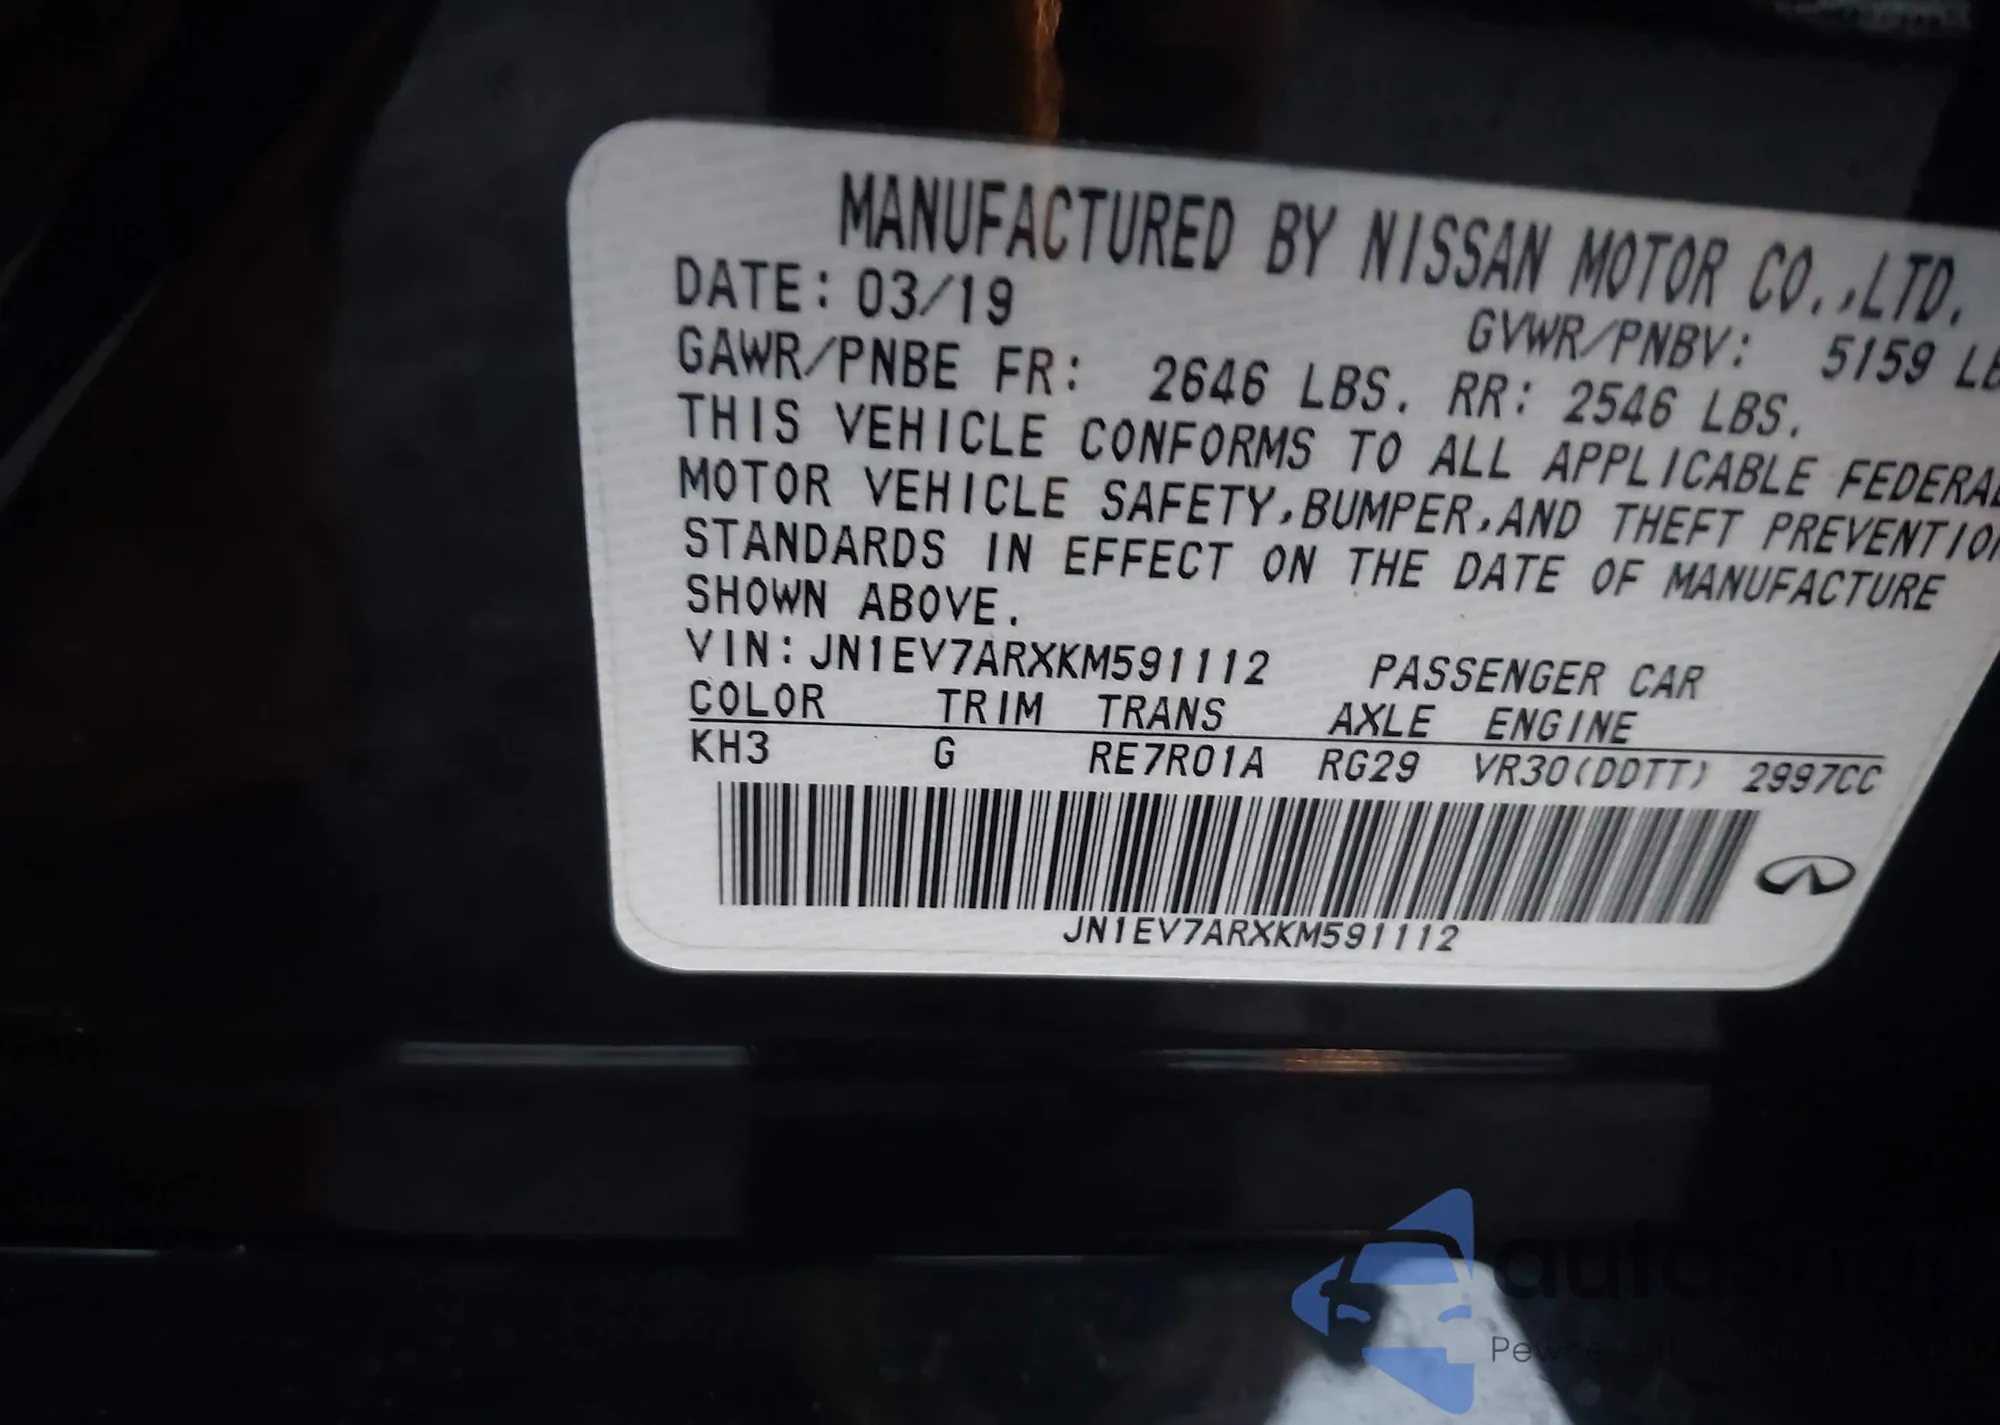 MANUFACTURED BY NISSAN MOTOR CO.,LTD.
DATE: 03/19 GVWR/PNBV: 5159 LB
GAWR/PNBE FR: 2646 LBS. RR: 2546 LBS.
THIS VEHICLE CONFORMS TO ALL APPLICABLE FEDERAL
MOTOR VEHICLE SAFETY,BUMPER,AND THEFT PREVENTION
STANDARDS IN EFFECT ON THE DATE OF MANUFACTURE
SHOWN ABOVE.
VIN: JN1EV7ARXKM591112 PASSENGER CAR
COLOR TRIM TRANS AXLE ENGINE
KH3 G RE7R01A RG29 VR30(DDTT) 2997CC
JN1EV7ARXKM591112